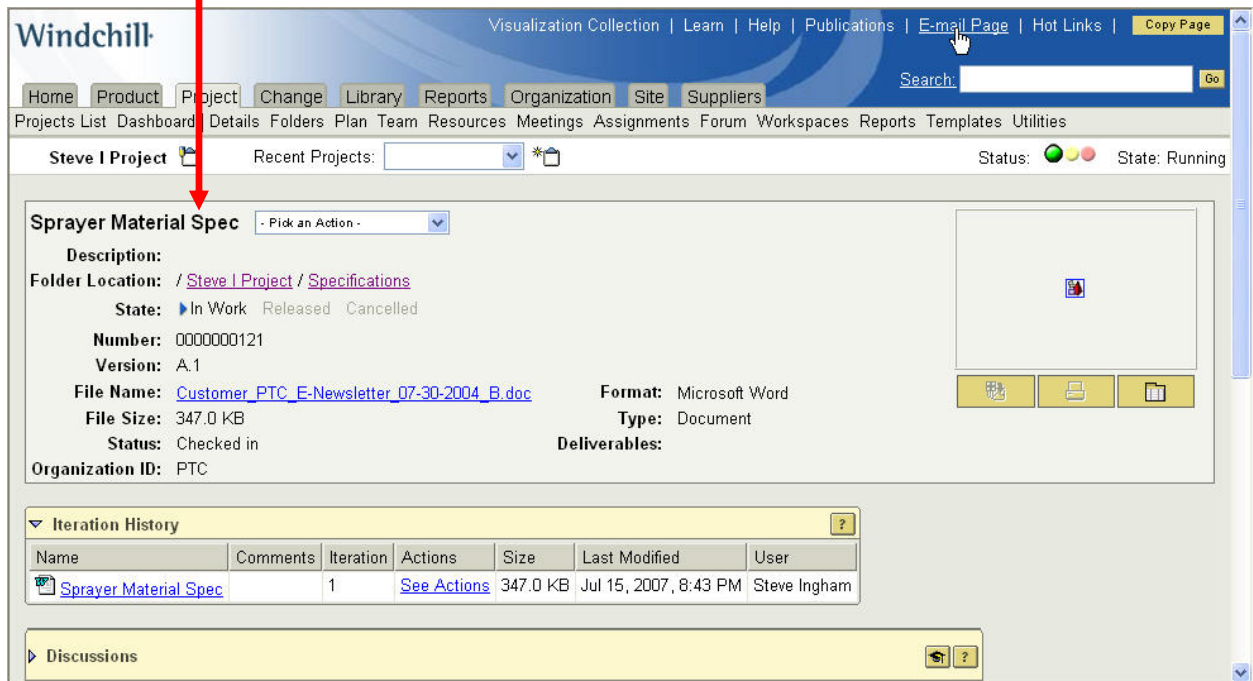 Windchill
Visualization Collection | Learn | Help | Publications | E-mail Page | Hot Links | Copy Page
Search: Go
Home Product Project Change Library Reports Organization Site Suppliers
Projects List Dashboard Details Folders Plan Team Resources Meetings Assignments Forum Workspaces Reports Templates Utilities
Steve I Project Recent Projects: Status: State: Running
Sprayer Material Spec - Pick an Action -
Description:
Folder Location: / Steve I Project / Specifications
State: In Work Released Cancelled
Number: 0000000121
Version: A.1
File Name: Customer_PTC_E-Newsletter_07-30-2004_B.doc Format: Microsoft Word
File Size: 347.0 KB Type: Document
Status: Checked in Deliverables:
Organization ID: PTC
Iteration History ?
Name Comments Iteration Actions Size Last Modified User
Sprayer Material Spec 1 See Actions 347.0 KB Jul 15, 2007, 8:43 PM Steve Ingham
Discussions ?